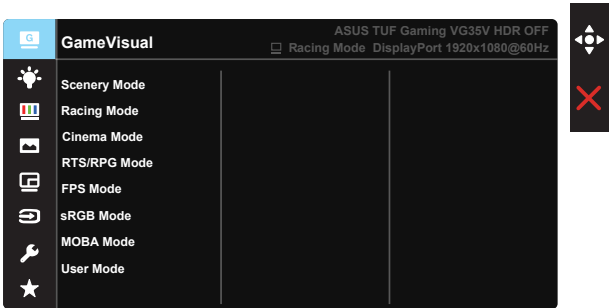 G
GameVisual
ASUS TUF Gaming VG35V HDR OFF
Racing Mode DisplayPort 1920x1080@60Hz
Scenery Mode
Racing Mode
Cinema Mode
RTS/RPG Mode
FPS Mode
sRGB Mode
MOBA Mode
User Mode